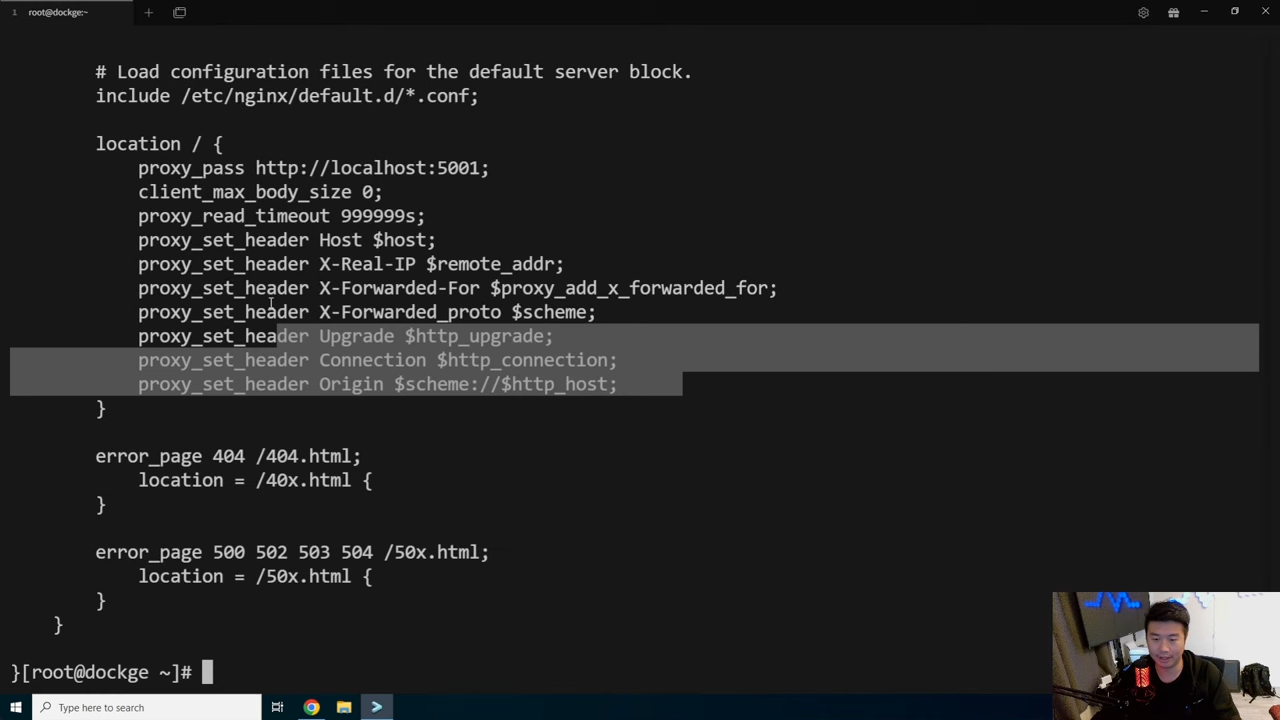 1 root@dockge:~
# Load configuration files for the default server block.
include /etc/nginx/default.d/*.conf;
location / {
proxy_pass http://localhost:5001;
client_max_body_size 0;
proxy_read_timeout 999999s;
proxy_set_header Host $host;
proxy_set_header X-Real-IP $remote_addr;
proxy_set_header X-Forwarded-For $proxy_add_x_forwarded_for;
proxy_set_header X-Forwarded_proto $scheme;
proxy_set_header Upgrade $http_upgrade;
proxy_set_header Connection $http_connection;
proxy_set_header Origin $scheme://$http_host;
}
error_page 404 /404.html;
location = /40x.html {
}
error_page 500 502 503 504 /50x.html;
location = /50x.html {
}
}
}[root@dockge ~]#
Type here to search